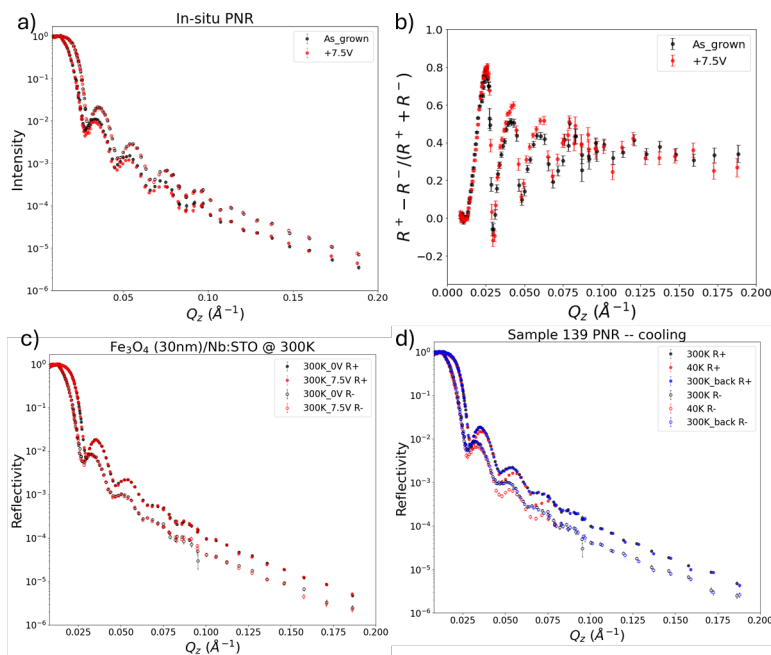 a)
In-situ PNR
As_grown
+7.5V
10⁰
10⁻¹
10⁻²
10⁻³
10⁻⁴
10⁻⁵
10⁻⁶
Intensity
0.05
0.10
0.15
0.20
Q_z (Å⁻¹)
b)
As_grown
+7.5V
1.0
0.8
0.6
0.4
0.2
0.0
−0.2
R⁺ − R⁻/(R⁺ + R⁻)
0.000
0.025
0.050
0.075
0.100
0.125
0.150
0.175
0.200
Q_z (Å⁻¹)
c)
Fe₃O₄ (30nm)/Nb:STO @ 300K
300K_0V R+
300K_7.5V R+
300K_0V R-
300K_7.5V R-
10⁰
10⁻¹
10⁻²
10⁻³
10⁻⁴
10⁻⁵
10⁻⁶
Reflectivity
0.025
0.050
0.075
0.100
0.125
0.150
0.175
0.200
Q_z (Å⁻¹)
d)
Sample 139 PNR -- cooling
300K R+
40K R+
300K_back R+
300K R-
40K R-
300K_back R-
10⁰
10⁻¹
10⁻²
10⁻³
10⁻⁴
10⁻⁵
10⁻⁶
Reflectivity
0.025
0.050
0.075
0.100
0.125
0.150
0.175
0.200
Q_z (Å⁻¹)